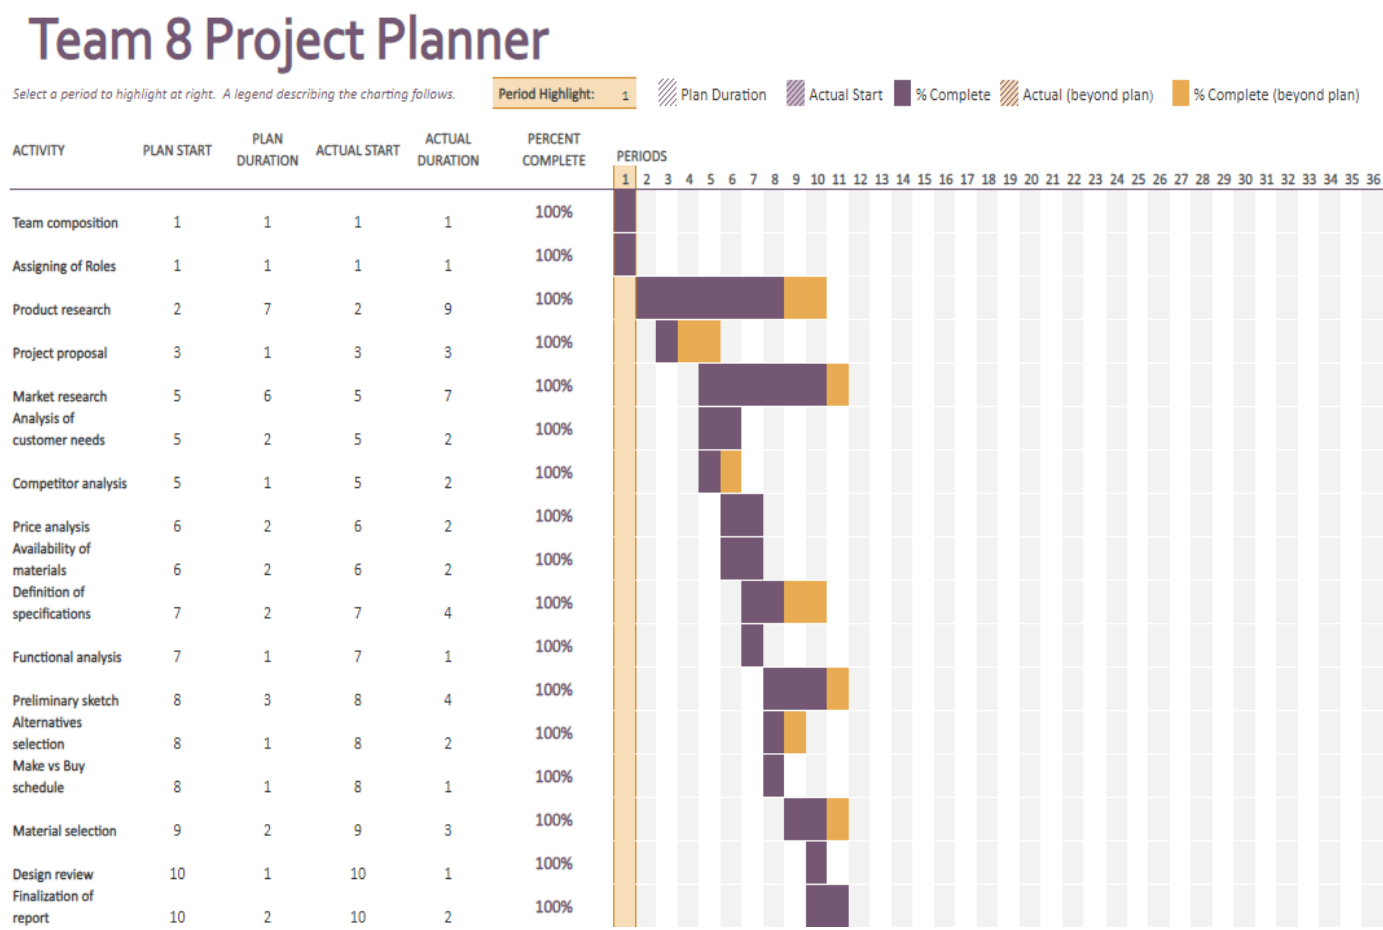 Team 8 Project Planner
Select a period to highlight at right. A legend describing the charting follows.
Period Highlight: 1
Plan Duration
Actual Start
% Complete
Actual (beyond plan)
% Complete (beyond plan)
ACTIVITY
PLAN START
PLAN
DURATION
ACTUAL START
ACTUAL
DURATION
PERCENT
COMPLETE
PERIODS
1 2 3 4 5 6 7 8 9 10 11 12 13 14 15 16 17 18 19 20 21 22 23 24 25 26 27 28 29 30 31 32 33 34 35 36
Team composition 1 1 1 1 100%
Assigning of Roles 1 1 1 1 100%
Product research 2 7 2 9 100%
Project proposal 3 1 3 3 100%
Market research 5 6 5 7 100%
Analysis of
customer needs 5 2 5 2 100%
Competitor analysis 5 1 5 2 100%
Price analysis 6 2 6 2 100%
Availability of
materials 6 2 6 2 100%
Definition of
specifications 7 2 7 4 100%
Functional analysis 7 1 7 1 100%
Preliminary sketch 8 3 8 4 100%
Alternatives
selection 8 1 8 2 100%
Make vs Buy
schedule 8 1 8 1 100%
Material selection 9 2 9 3 100%
Design review 10 1 10 1 100%
Finalization of
report 10 2 10 2 100%